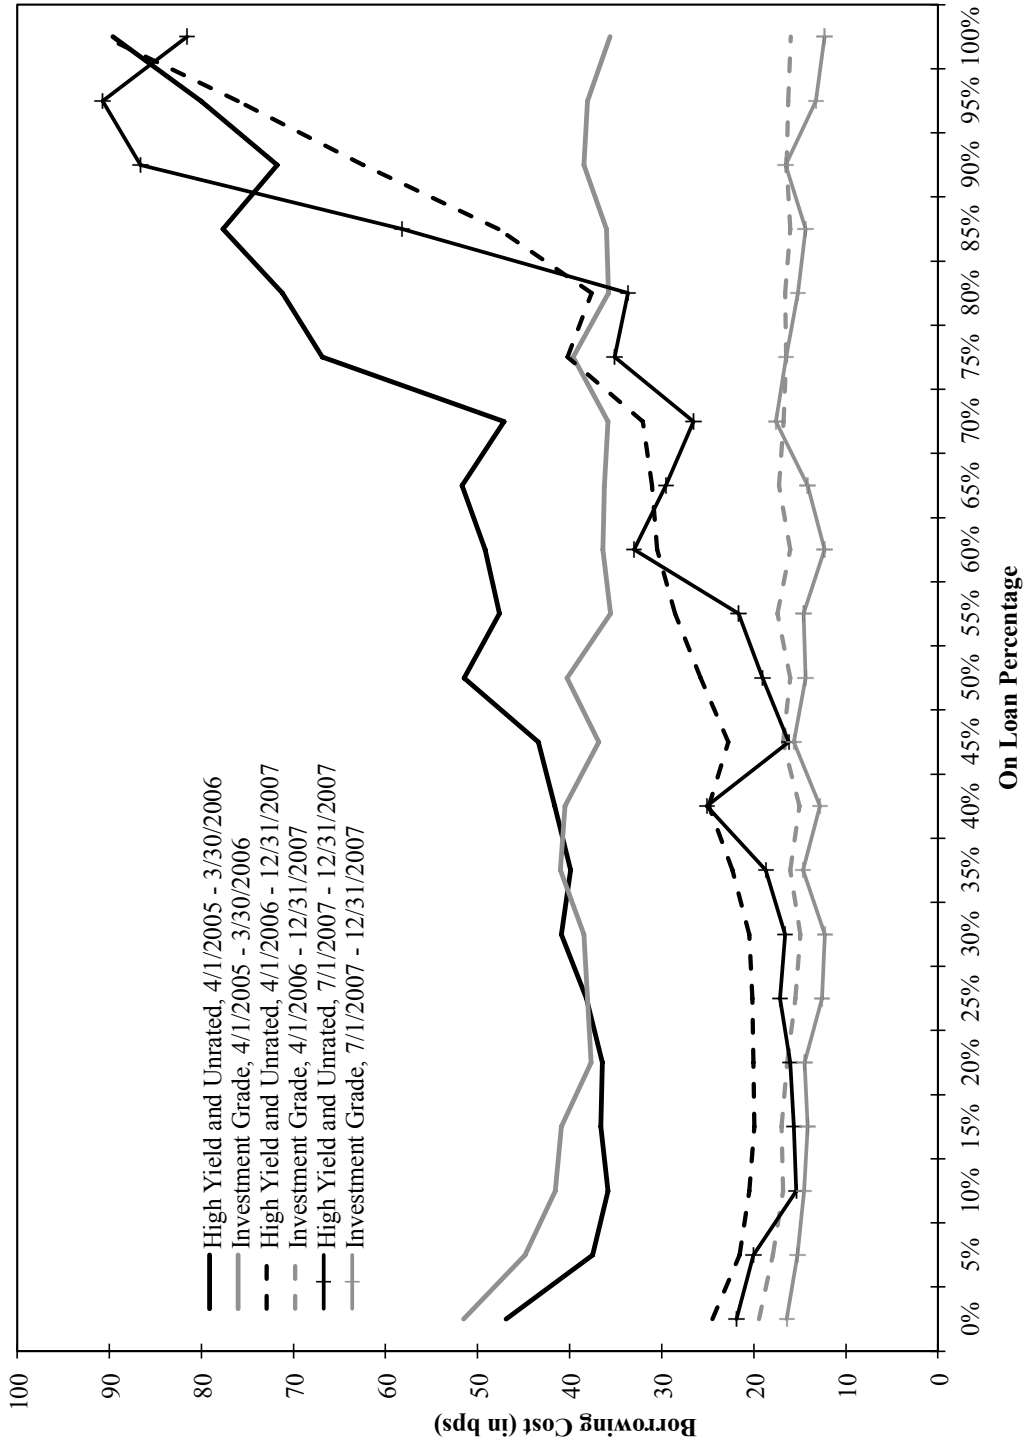 100
90
80
70
60
50
40
30
20
10
0
Borrowing Cost (in bps)
High Yield and Unrated, 4/1/2005 - 3/30/2006
Investment Grade, 4/1/2005 - 3/30/2006
High Yield and Unrated, 4/1/2006 - 12/31/2007
Investment Grade, 4/1/2006 - 12/31/2007
High Yield and Unrated, 7/1/2007 - 12/31/2007
Investment Grade, 7/1/2007 - 12/31/2007
0% 5% 10% 15% 20% 25% 30% 35% 40% 45% 50% 55% 60% 65% 70% 75% 80% 85% 90% 95% 100%
On Loan Percentage